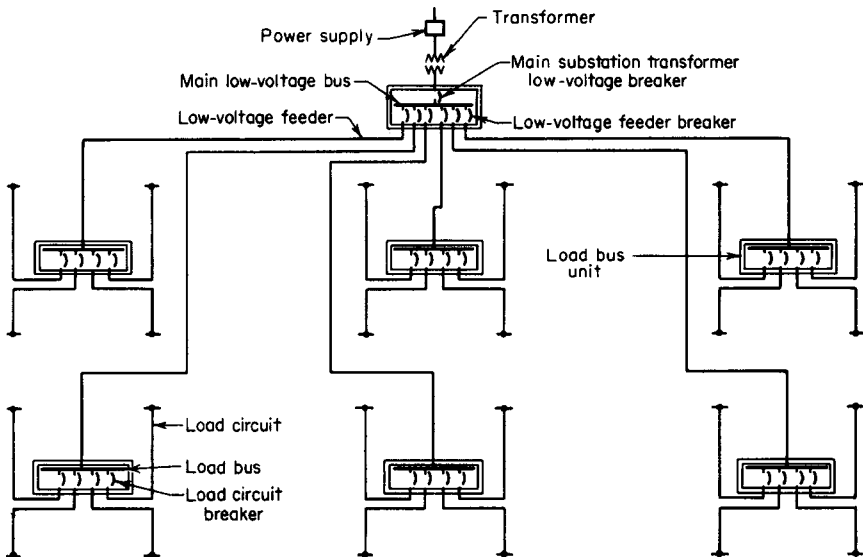 Transformer
Power supply
Main substation transformer
low-voltage breaker
Main low-voltage bus
Low-voltage feeder
Low-voltage feeder breaker
Load bus
unit
Load circuit
Load bus
Load circuit
breaker